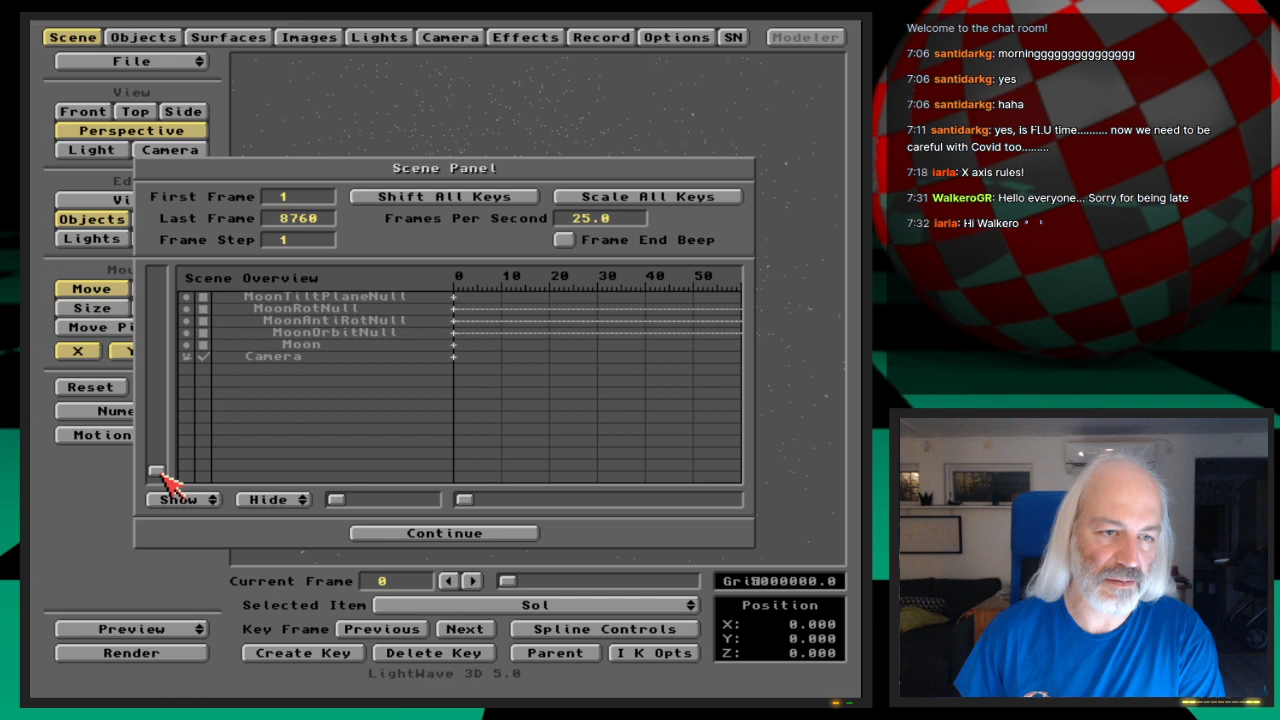 Scene Objects Surfaces Images Lights Camera Effects Record Options SN Modeler
File
View
Front Top Side
Perspective
Light Camera
Ed
Vi
Objects
Lights
Mou
Move
Size
Move Pi
X Y
Reset
Nume
Motion
Scene Panel
First Frame 1 Shift All Keys Scale All Keys
Last Frame 8760 Frames Per Second 25.0
Frame Step 1 Frame End Beep
Scene Overview 0 10 20 30 40 50
MoonTiltPlaneNull
MoonRotNull
MoonAntiRotNull
MoonOrbitNull
Moon
Camera
Show Hide
Continue
Current Frame 0
Selected Item Sol
Key Frame Previous Next Spline Controls
Create Key Delete Key Parent I K Opts
LightWave 3D 5.0
Preview
Render
Position
X: 0.000
Y: 0.000
Z: 0.000
Welcome to the chat room!
7:06 santidarkg: morningggggggggggggggg
7:06 santidarkg: yes
7:06 santidarkg: haha
7:11 santidarkg: yes, is FLU time.......... now we need to be
careful with Covid too.........
7:18 iarla: X axis rules!
7:31 WalkeroGR: Hello everyone... Sorry for being late
7:32 iarla: Hi Walkero